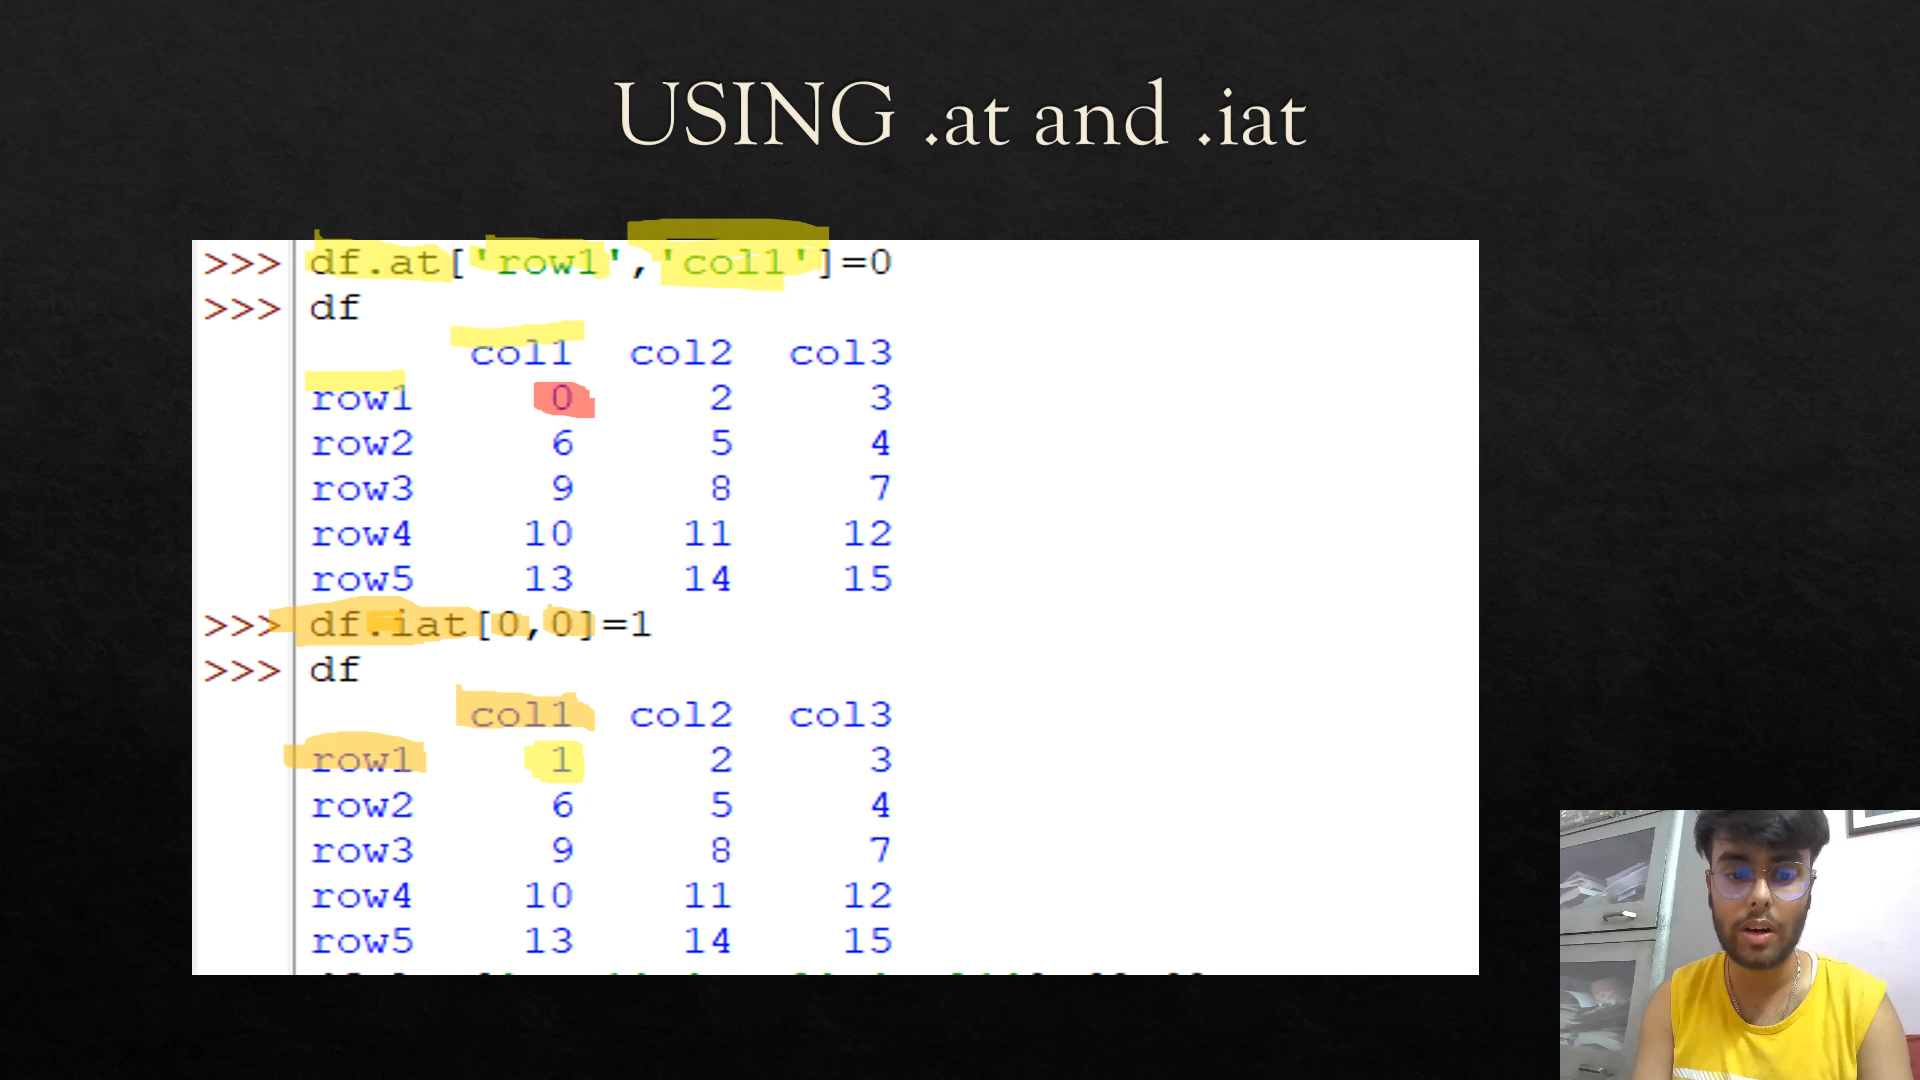 USING .at and .iat
>>> df.at['row1','col1']=0
>>> df
col1 col2 col3
row1 0 2 3
row2 6 5 4
row3 9 8 7
row4 10 11 12
row5 13 14 15
>>> df.iat[0,0]=1
>>> df
col1 col2 col3
row1 1 2 3
row2 6 5 4
row3 9 8 7
row4 10 11 12
row5 13 14 15